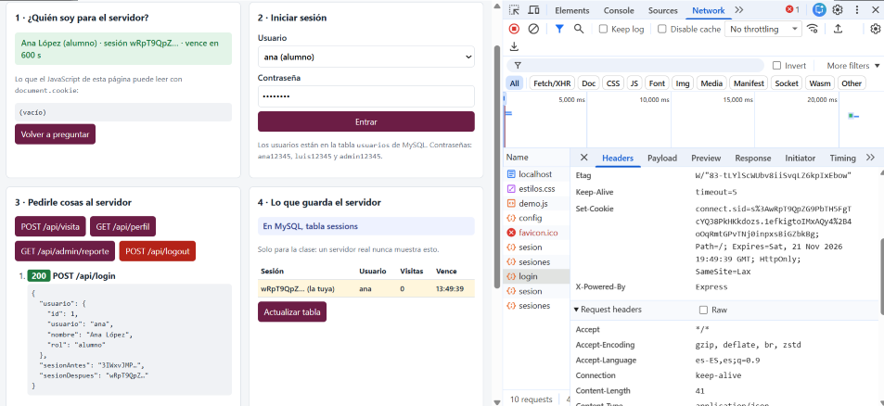 1 · ¿Quién soy para el servidor?
Ana López (alumno) · sesión wRpT9QpZ… · vence en
600 s
Lo que el JavaScript de esta página puede leer con
document.cookie:
(vacío)
Volver a preguntar
2 · Iniciar sesión
Usuario
ana (alumno)
Contraseña
••••••••
Entrar
Los usuarios están en la tabla usuarios de MySQL. Contraseñas:
ana12345, luis12345 y admin12345.
3 · Pedirle cosas al servidor
POST /api/visita GET /api/perfil
GET /api/admin/reporte POST /api/logout
1. 200 POST /api/login
{
"usuario": {
"id": 1,
"usuario": "ana",
"nombre": "Ana López",
"rol": "alumno"
},
"sesionAntes": "3IWxvJMP…",
"sesionDespues": "wRpT9QpZ…"
}
4 · Lo que guarda el servidor
En MySQL, tabla sessions
Solo para la clase: un servidor real nunca muestra esto.
Sesión Usuario Visitas Vence
wRpT9QpZ… (la tuya) ana 0 13:49:39
Actualizar tabla
Elements Console Sources Network 1
Keep log Disable cache No throttling
Invert More filters
All Fetch/XHR Doc CSS JS Font Img Media Manifest Socket Wasm Other
5,000 ms 10,000 ms 15,000 ms 20,000 ms
Name
localhost
estilos.css
demo.js
config
favicon.ico
sesion
sesiones
login
sesion
sesiones
10 requests
Headers Payload Preview Response Initiator Timing
Etag W/"83-tLYlScWUbv8iiSvqLZ6kpIxEbow"
Keep-Alive timeout=5
Set-Cookie connect.sid=s%3AwRpT9QpZG9PbTH5FgT
cYQ38PkHKkdozs.1efkigtoIMxAQy4%2B4
oOqRmtGPvTNj0inpxsBiGZbkBg;
Path=/; Expires=Sat, 21 Nov 2026
19:49:39 GMT; HttpOnly;
SameSite=Lax
X-Powered-By Express
Request headers Raw
Accept */*
Accept-Encoding gzip, deflate, br, zstd
Accept-Language es-ES,es;q=0.9
Connection keep-alive
Content-Length 41